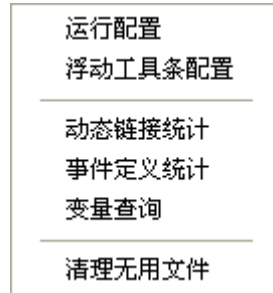 运行配置
浮动工具条配置
动态链接统计
事件定义统计
变量查询
清理无用文件